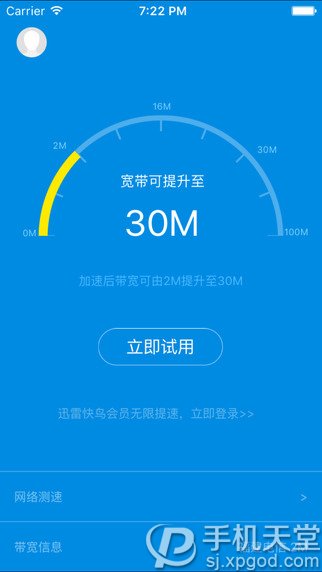 Carrier 7:22 PM
16M
2M 30M
宽带可提升至
30M
0M 100M
加速后带宽可由2M提升至30M
立即试用
迅雷快鸟会员无限提速，立即登录>>
网络测速 >
带宽信息 电信 2M
手机天堂
sj.xpgod.com